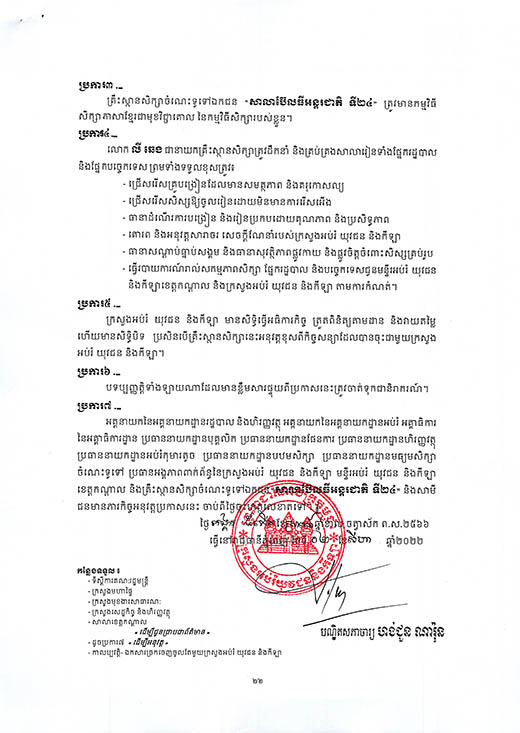 ប្រការ៣ ._
គ្រឹះស្ថានសិក្សាចំណេះទូទៅឯកជន “សាលាប៊ែលធីអន្តរជាតិ ទី២៤” ត្រូវមានកម្មវិធី
សិក្សាភាសាខ្មែរជាមុខវិជ្ជាគោល នៃកម្មវិធីសិក្សារបស់ខ្លួន។
ប្រការ៤ ._
លោក លី ឆេង ជានាយកគ្រឹះស្ថានសិក្សាត្រូវដឹកនាំ និងគ្រប់គ្រងសាលារៀនទាំងផ្នែករដ្ឋបាល
និងផ្នែកបច្ចេកទេស ព្រមទាំងទទួលខុសត្រូវ៖
- ជ្រើសរើសគ្រូបង្រៀនដែលមានសមត្ថភាព និងគរុកោសល្យ
- ជ្រើសរើសសិស្សឱ្យចូលរៀនដោយមិនមានការរើសអើង
- ធានាដំណើរការបង្រៀន និងរៀនប្រកបដោយគុណភាព និងប្រសិទ្ធភាព
- គោរព និងអនុវត្តសារាចរ សេចក្តីណែនាំរបស់ក្រសួងអប់រំ យុវជន និងកីឡា
- ធានាសណ្តាប់ធ្នាប់សង្គម និងធានាសុវត្ថិភាពផ្លូវកាយ និងផ្លូវចិត្តចំពោះសិស្សគ្រប់រូប
- ធ្វើរបាយការណ៍រាល់សកម្មភាពសិក្សា ផ្នែករដ្ឋបាល និងបច្ចេកទេសជូនមន្ទីរអប់រំ យុវជន
និងកីឡាខេត្តកណ្តាល និងក្រសួងអប់រំ យុវជន និងកីឡា តាមការកំណត់។
ប្រការ៥ ._
ក្រសួងអប់រំ យុវជន និងកីឡា មានសិទ្ធិធ្វើអធិការកិច្ច ត្រួតពិនិត្យតាមដាន និងវាយតម្លៃ
ហើយមានសិទ្ធិបិទ ប្រសិនបើគ្រឹះស្ថានសិក្សានេះអនុវត្តខុសពីកិច្ចសន្យាដែលបានចុះជាមួយក្រសួង
អប់រំ យុវជន និងកីឡា។
ប្រការ៦ ._
បទប្បញ្ញត្តិទាំងឡាយណាដែលមានខ្លឹមសារផ្ទុយពីប្រកាសនេះត្រូវចាត់ទុកជានិរាករណ៍។
ប្រការ៧ ._
អគ្គនាយកនៃអគ្គនាយកដ្ឋានរដ្ឋបាល និងហិរញ្ញវត្ថុ អគ្គនាយកនៃអគ្គនាយកដ្ឋានអប់រំ អគ្គាធិការ
នៃអគ្គាធិការដ្ឋាន ប្រធាននាយកដ្ឋានបុគ្គលិក ប្រធាននាយកដ្ឋានផែនការ ប្រធាននាយកដ្ឋានហិរញ្ញវត្ថុ
ប្រធាននាយកដ្ឋានអប់រំកុមារតូច ប្រធាននាយកដ្ឋានបឋមសិក្សា ប្រធាននាយកដ្ឋានមធ្យមសិក្សា
ចំណេះទូទៅ ប្រធានអង្គភាពពាក់ព័ន្ធនៃក្រសួងអប់រំ យុវជន និងកីឡា មន្ទីរអប់រំ យុវជន និងកីឡា
ខេត្តកណ្តាល និងគ្រឹះស្ថានសិក្សាចំណេះទូទៅឯកជន “សាលាប៊ែលធីអន្តរជាតិ ទី២៤” និងសាមី
ជនមានភារកិច្ចអនុវត្តប្រកាសនេះ ចាប់ពីថ្ងៃចុះហត្ថលេខាតទៅ។
ថ្ងៃ ខែ ឆ្នាំខាល ចត្វាស័ក ព.ស.២៥៦៦
ធ្វើនៅរាជធានីភ្នំពេញ ថ្ងៃទី ០២ ខែ សីហា ឆ្នាំ២០២២
កន្លែងទទួល ៖
- ទីស្តីការគណៈរដ្ឋមន្ត្រី
- ក្រសួងមហាផ្ទៃ
- ក្រសួងមុខងារសាធារណៈ
- ក្រសួងសេដ្ឋកិច្ច និងហិរញ្ញវត្ថុ
- សាលាខេត្តកណ្តាល
« ដើម្បីជូនជ្រាបជាព័ត៌មាន »
- ដូចប្រការ៧ « ដើម្បីអនុវត្ត »
- កាលប្បវត្តិ- ឯកសារច្រកចេញចូលតែមួយក្រសួងអប់រំ យុវជន និងកីឡា
បណ្ឌិតសភាចារ្យ ហង់ជួន ណារ៉ុន
២២